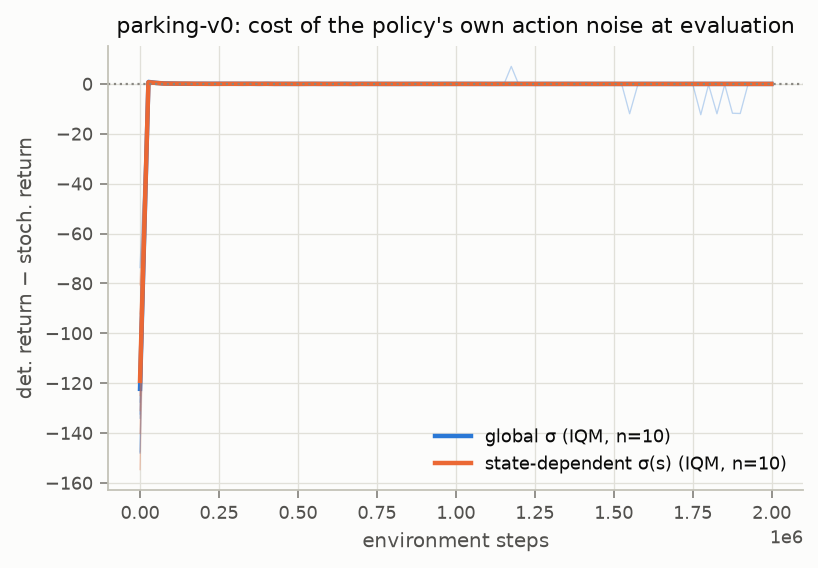 parking-v0: cost of the policy's own action noise at evaluation
det. return − stoch. return
0
−20
−40
−60
−80
−100
−120
−140
−160
global σ (IQM, n=10)
state-dependent σ(s) (IQM, n=10)
0.00 0.25 0.50 0.75 1.00 1.25 1.50 1.75 2.00
1e6
environment steps